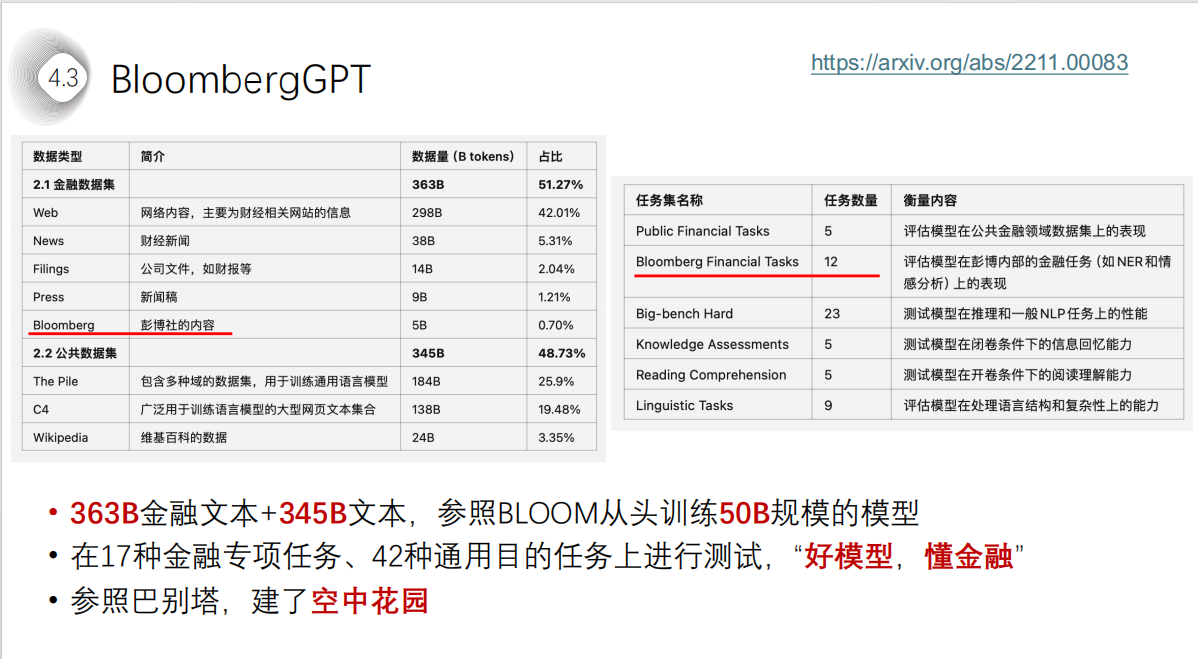 4.3
BloombergGPT
https://arxiv.org/abs/2211.00083
数据类型 简介 数据量 (B tokens) 占比
2.1 金融数据集 363B 51.27%
Web 网络内容，主要为财经相关网站的信息 298B 42.01%
News 财经新闻 38B 5.31%
Filings 公司文件，如财报等 14B 2.04%
Press 新闻稿 9B 1.21%
Bloomberg 彭博社的内容 5B 0.70%
2.2 公共数据集 345B 48.73%
The Pile 包含多种域的数据集，用于训练通用语言模型 184B 25.9%
C4 广泛用于训练语言模型的大型网页文本集合 138B 19.48%
Wikipedia 维基百科的数据 24B 3.35%
任务集名称 任务数量 衡量内容
Public Financial Tasks 5 评估模型在公共金融领域数据集上的表现
Bloomberg Financial Tasks 12 评估模型在彭博内部的金融任务 (如NER和情
感分析) 上的表现
Big-bench Hard 23 测试模型在推理和一般NLP任务上的性能
Knowledge Assessments 5 测试模型在闭卷条件下的信息回忆能力
Reading Comprehension 5 测试模型在开卷条件下的阅读理解能力
Linguistic Tasks 9 评估模型在处理语言结构和复杂性上的能力
• 363B金融文本+345B文本，参照BLOOM从头训练50B规模的模型
• 在17种金融专项任务、42种通用目的任务上进行测试，“好模型，懂金融”
• 参照巴别塔，建了空中花园